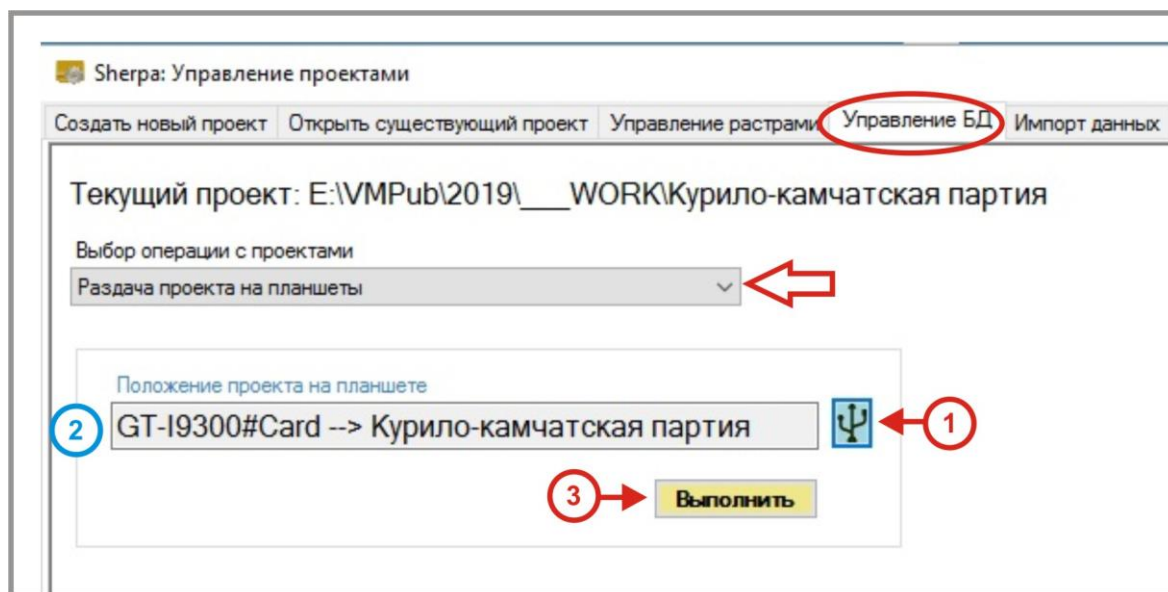 Sherpa: Управление проектами
Создать новый проект Открыть существующий проект Управление растрами Управление БД Импорт данных
Текущий проект: E:\VMPub\2019\___WORK\Курило-камчатская партия
Выбор операции с проектами
Раздача проекта на планшеты
Положение проекта на планшете
2 GT-I9300#Card --> Курило-камчатская партия 1
3 Выполнить